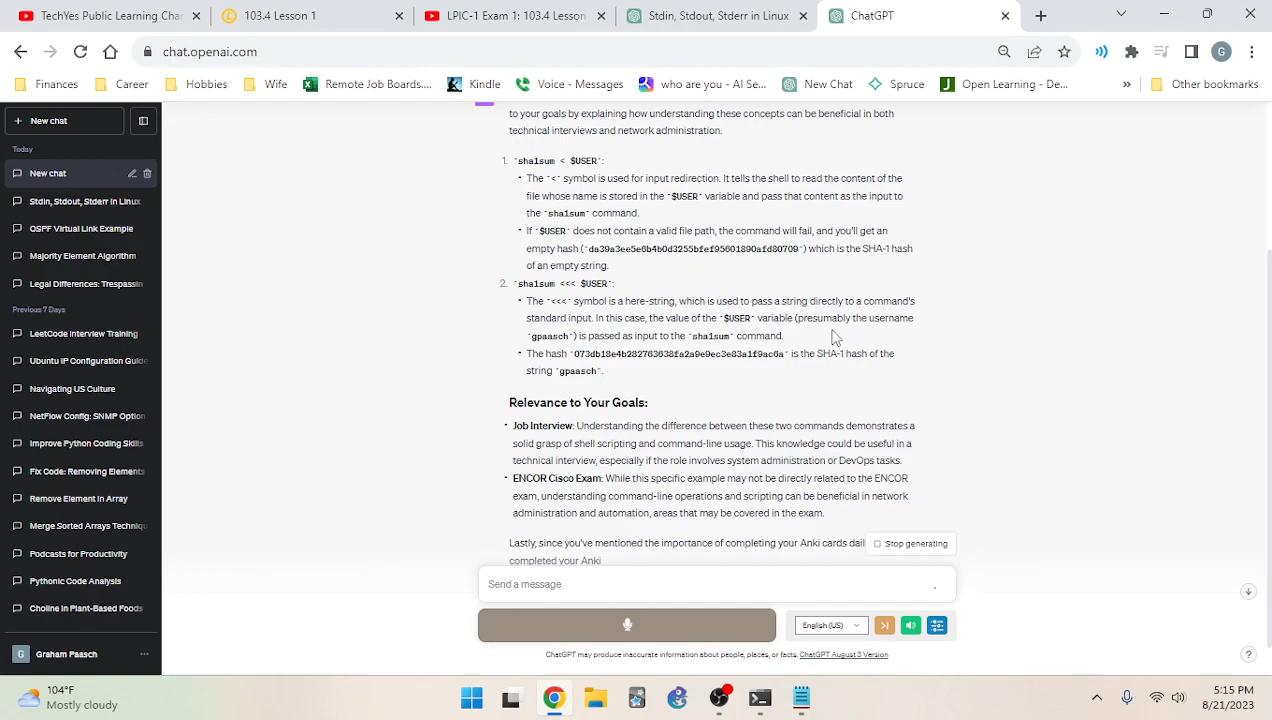 TechYes Public Learning Chan
103.4 Lesson 1
LPIC-1 Exam 1: 103.4 Lesson
Stdin, Stdout, Stderr in Linux
ChatGPT
chat.openai.com
Finances
Career
Hobbies
Wife
Remote Job Boards....
Kindle
Voice - Messages
who are you - AI Se...
New Chat
Spruce
Open Learning - De...
»
Other bookmarks
+ New chat
Today
New chat
Stdin, Stdout, Stderr in Linux
OSPF Virtual Link Example
Majority Element Algorithm
Legal Differences: Trespassin
Previous 7 Days
LeetCode Interview Training
Ubuntu IP Configuration Guide
Navigating US Culture
NetFlow Config: SNMP Option
Improve Python Coding Skills
Fix Code: Removing Elements
Remove Element in Array
Merge Sorted Arrays Techniqu
Podcasts for Productivity
Pythonic Code Analysis
Choline in Plant-Based Foods
G Graham Paasch ...
to your goals by explaining how understanding these concepts can be beneficial in both
technical interviews and network administration.
1. `sha1sum < $USER`:
• The `<` symbol is used for input redirection. It tells the shell to read the content of the
file whose name is stored in the `$USER` variable and pass that content as the input to
the `sha1sum` command.
• If `$USER` does not contain a valid file path, the command will fail, and you'll get an
empty hash (`da39a3ee5e6b4b0d3255bfef95601890afd80709`) which is the SHA-1 hash
of an empty string.
2. `sha1sum <<< $USER`:
• The `<<<` symbol is a here-string, which is used to pass a string directly to a command's
standard input. In this case, the value of the `$USER` variable (presumably the username
`gpaasch`) is passed as input to the `sha1sum` command.
• The hash `073db18e4b282763638fa2a9e9ec3e83a1f9ac6a` is the SHA-1 hash of the
string `gpaasch`.
Relevance to Your Goals:
• Job Interview: Understanding the difference between these two commands demonstrates a
solid grasp of shell scripting and command-line usage. This knowledge could be useful in a
technical interview, especially if the role involves system administration or DevOps tasks.
• ENCOR Cisco Exam: While this specific example may not be directly related to the ENCOR
exam, understanding command-line operations and scripting can be beneficial in network
administration and automation, areas that may be covered in the exam.
Lastly, since you've mentioned the importance of completing your Anki cards dail
Stop generating
completed your Anki
Send a message
English (US)
ChatGPT may produce inaccurate information about people, places, or facts. ChatGPT August 3 Version
?
104°F
Mostly cloudy
5:15 PM
8/21/2023